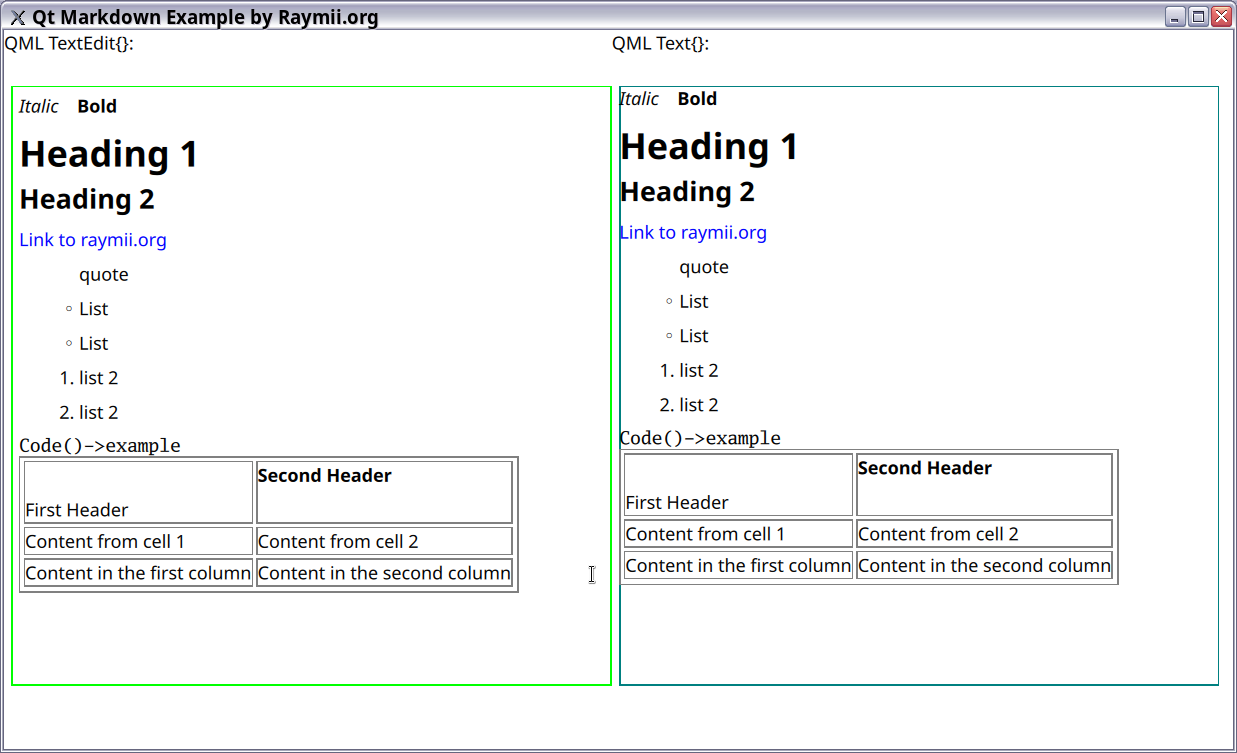 Qt Markdown Example by Raymii.org
QML TextEdit{}:
Italic Bold
Heading 1
Heading 2
Link to raymii.org
quote
◦ List
◦ List
1. list 2
2. list 2
Code()->example
First Header Second Header
Content from cell 1 Content from cell 2
Content in the first column Content in the second column
QML Text{}:
Italic Bold
Heading 1
Heading 2
Link to raymii.org
quote
◦ List
◦ List
1. list 2
2. list 2
Code()->example
First Header Second Header
Content from cell 1 Content from cell 2
Content in the first column Content in the second column